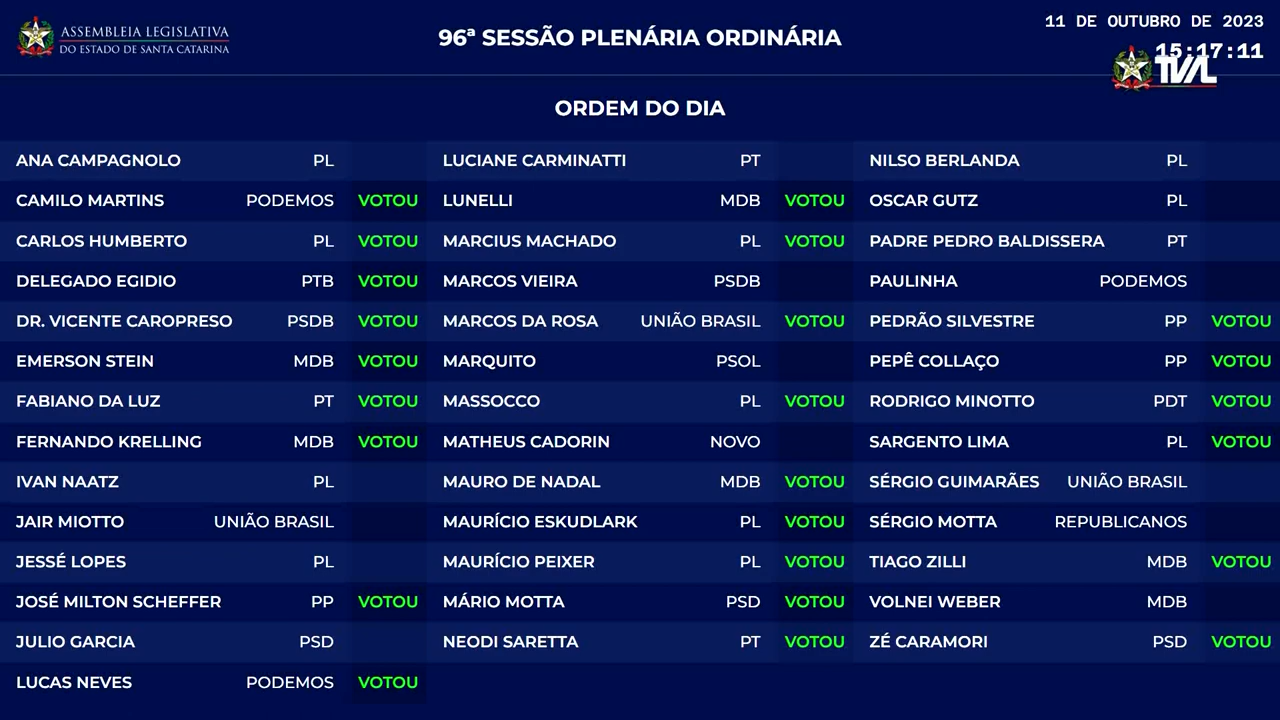 ASSEMBLEIA LEGISLATIVA
DO ESTADO DE SANTA CATARINA
96ª SESSÃO PLENÁRIA ORDINÁRIA
11 DE OUTUBRO DE 2023
15:17:11
TVAL
ORDEM DO DIA
ANA CAMPAGNOLO PL
CAMILO MARTINS PODEMOS VOTOU
CARLOS HUMBERTO PL VOTOU
DELEGADO EGIDIO PTB VOTOU
DR. VICENTE CAROPRESO PSDB VOTOU
EMERSON STEIN MDB VOTOU
FABIANO DA LUZ PT VOTOU
FERNANDO KRELLING MDB VOTOU
IVAN NAATZ PL
JAIR MIOTTO UNIÃO BRASIL
JESSÉ LOPES PL
JOSÉ MILTON SCHEFFER PP VOTOU
JULIO GARCIA PSD
LUCAS NEVES PODEMOS VOTOU
LUCIANE CARMINATTI PT
LUNELLI MDB VOTOU
MARCIUS MACHADO PL VOTOU
MARCOS VIEIRA PSDB
MARCOS DA ROSA UNIÃO BRASIL VOTOU
MARQUITO PSOL
MASSOCCO PL VOTOU
MATHEUS CADORIN NOVO
MAURO DE NADAL MDB VOTOU
MAURÍCIO ESKUDLARK PL VOTOU
MAURÍCIO PEIXER PL VOTOU
MÁRIO MOTTA PSD VOTOU
NEODI SARETTA PT VOTOU
NILSO BERLANDA PL
OSCAR GUTZ PL
PADRE PEDRO BALDISSERA PT
PAULINHA PODEMOS
PEDRÃO SILVESTRE PP VOTOU
PEPÊ COLLAÇO PP VOTOU
RODRIGO MINOTTO PDT VOTOU
SARGENTO LIMA PL VOTOU
SÉRGIO GUIMARÃES UNIÃO BRASIL
SÉRGIO MOTTA REPUBLICANOS
TIAGO ZILLI MDB VOTOU
VOLNEI WEBER MDB
ZÉ CARAMORI PSD VOTOU